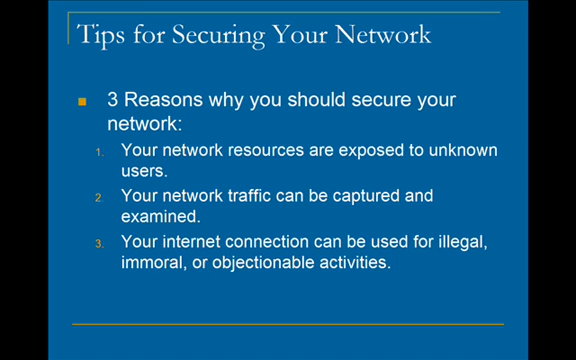 Tips for Securing Your Network
3 Reasons why you should secure your
network:
1. Your network resources are exposed to unknown
users.
2. Your network traffic can be captured and
examined.
3. Your internet connection can be used for illegal,
immoral, or objectionable activities.